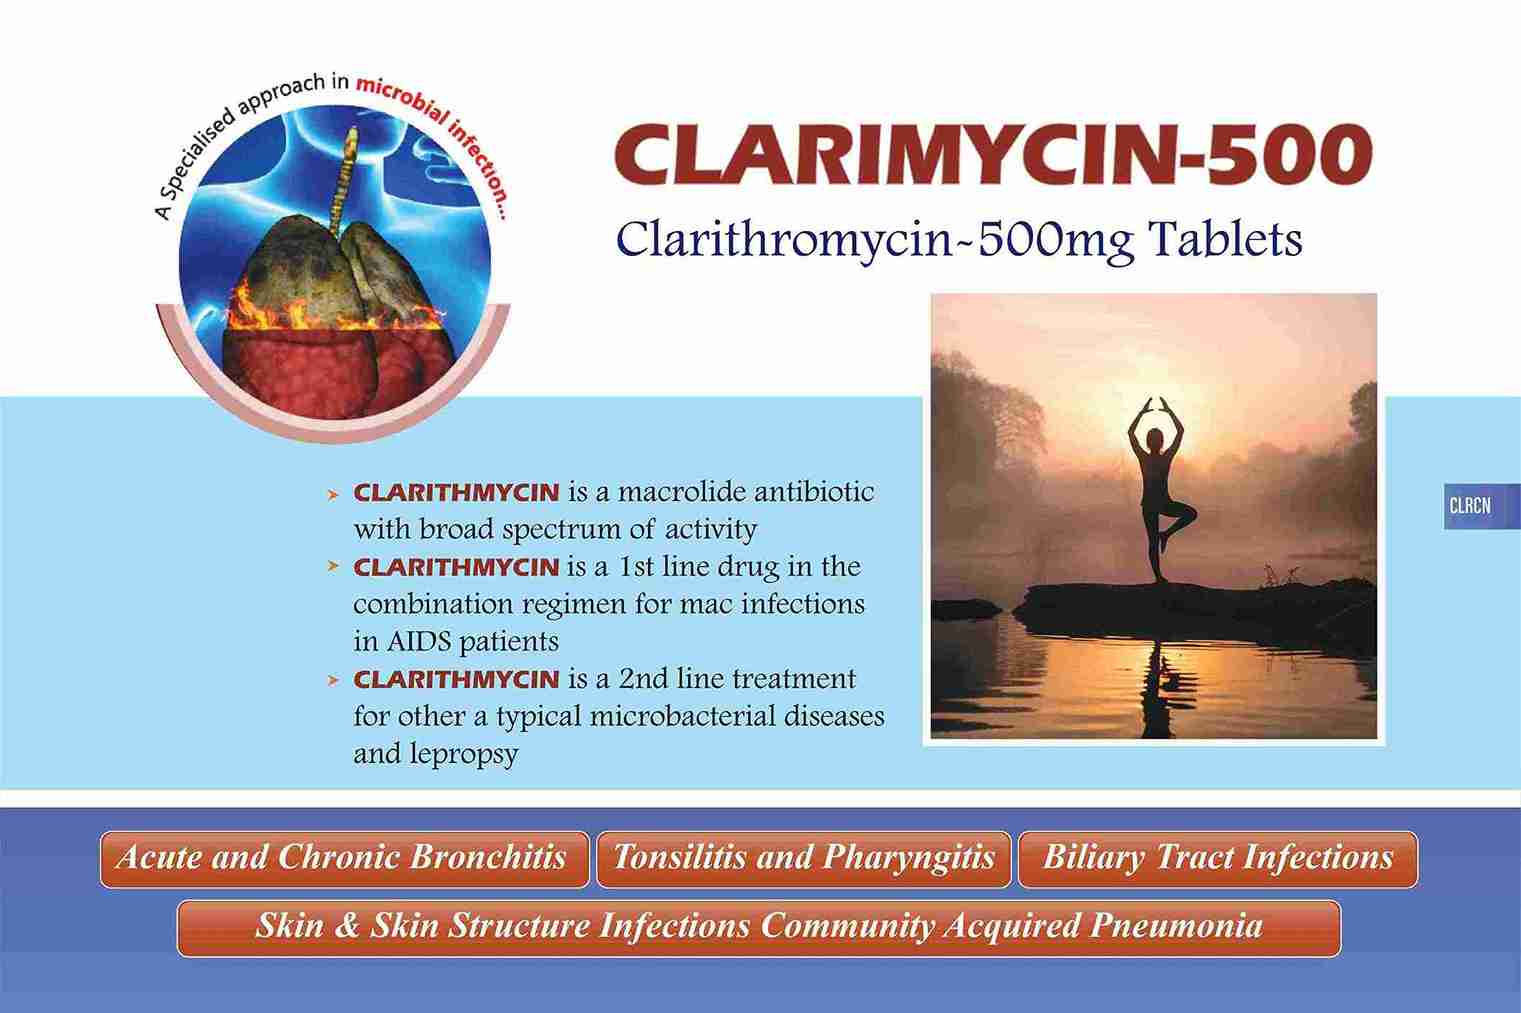 A Specialised approach in microbial infection...
CLARIMYCIN-500
Clarithromycin-500mg Tablets
CLARITHMYCIN is a macrolide antibiotic
with broad spectrum of activity
CLARITHMYCIN is a 1st line drug in the
combination regimen for mac infections
in AIDS patients
CLARITHMYCIN is a 2nd line treatment
for other a typical microbacterial diseases
and lepropsy
CLRCN
Acute and Chronic Bronchitis
Tonsilitis and Pharyngitis
Biliary Tract Infections
Skin & Skin Structure Infections Community Acquired Pneumonia